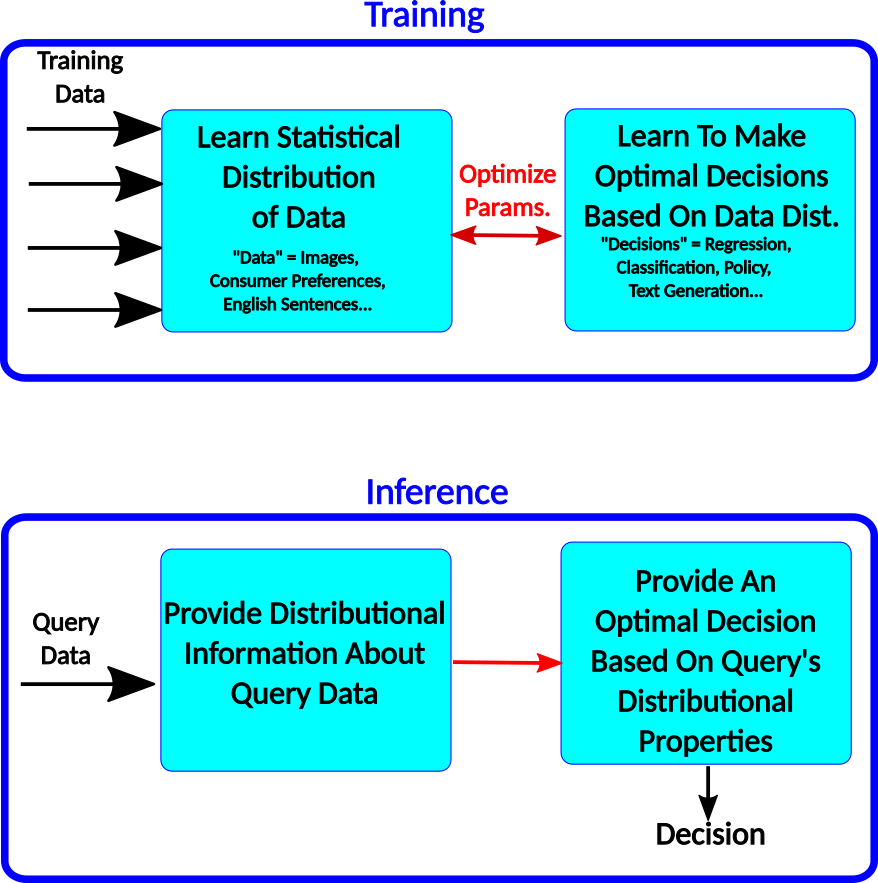 Training
Training
Data
Learn Statistical
Distribution
of Data
"Data" = Images,
Consumer Preferences,
English Sentences...
Optimize
Params.
Learn To Make
Optimal Decisions
Based On Data Dist.
"Decisions" = Regression,
Classification, Policy,
Text Generation...
Inference
Query
Data
Provide Distributional
Information About
Query Data
Provide An
Optimal Decision
Based On Query's
Distributional
Properties
Decision